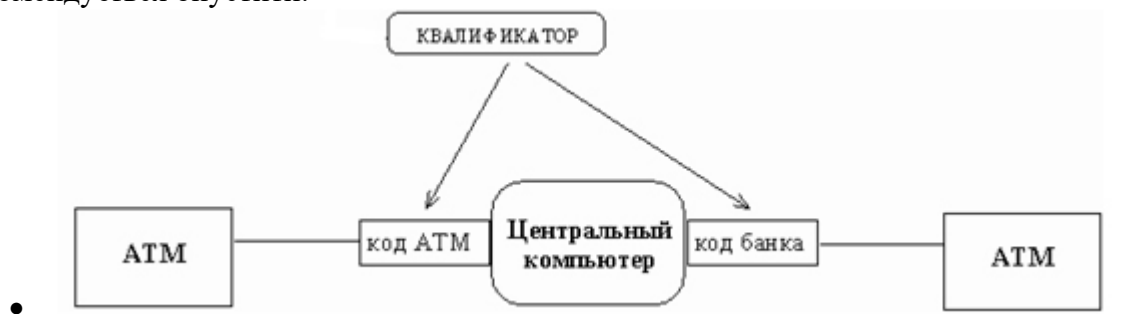 КВАЛИФИКАТОР
АТМ
код АТМ
Центральный
компьютер
код банка
АТМ